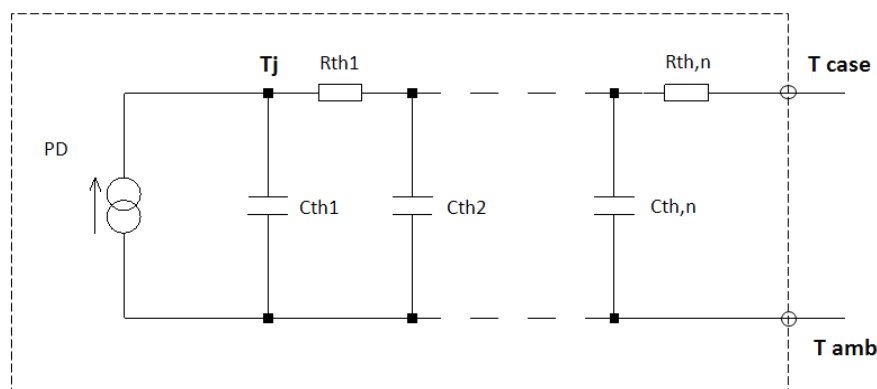 Tj
Rth1
Rth,n
T case
PD
Cth1
Cth2
Cth,n
T amb